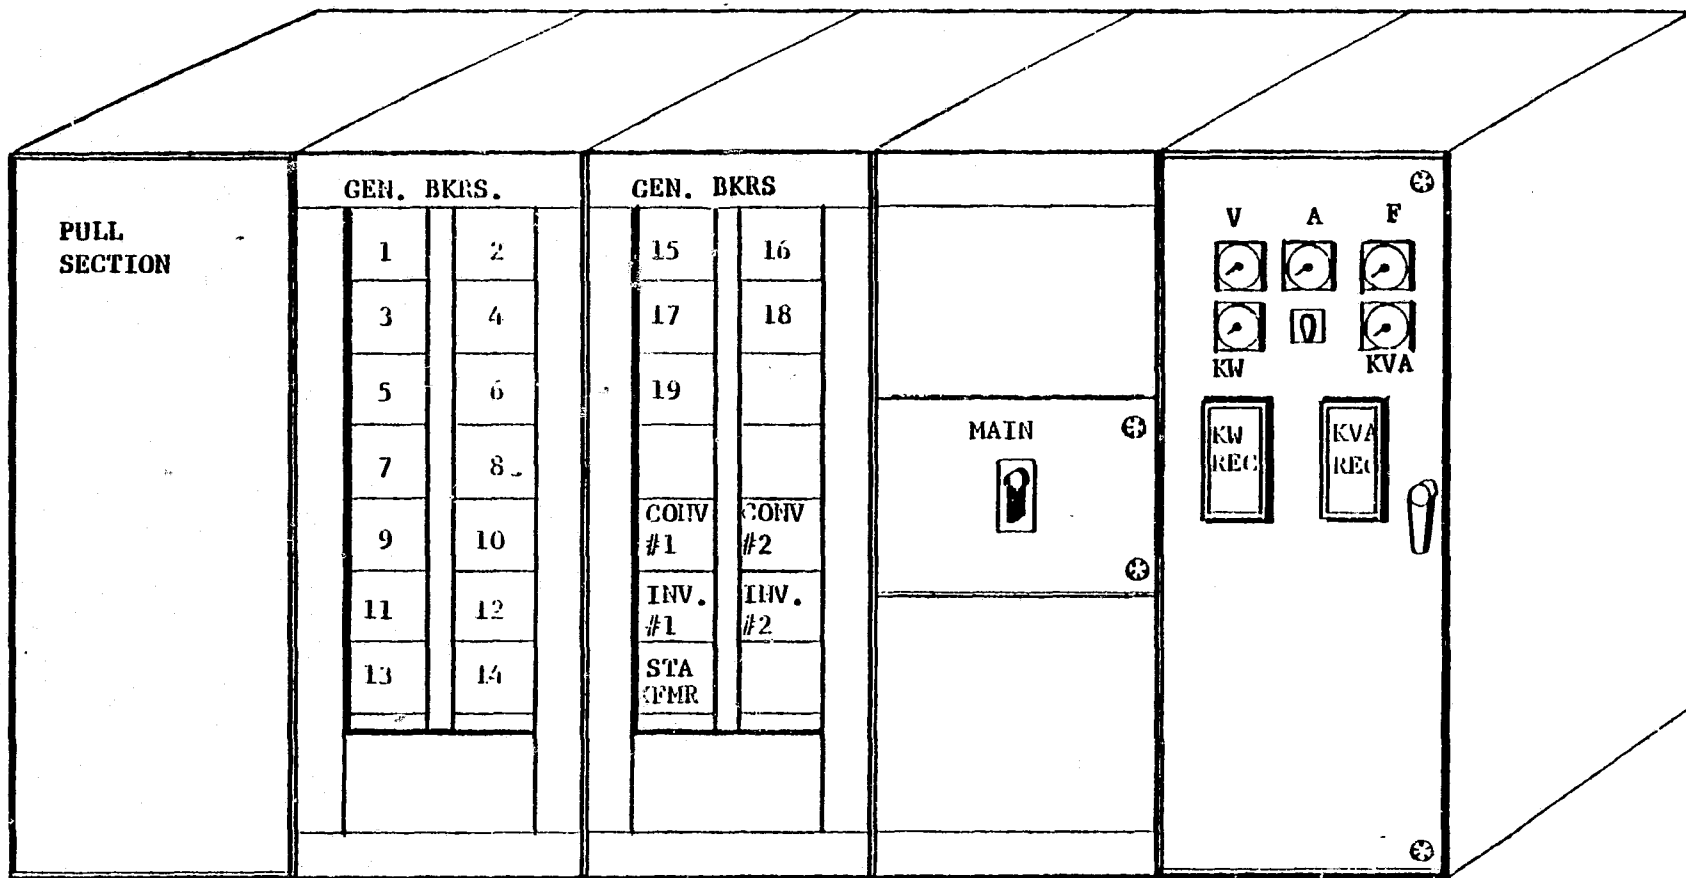 PULL
SECTION
GEN. BKRS.
1 2
3 4
5 6
7 8
9 10
11 12
13 14
GEN. BKRS
15 16
17 18
19
CONV CONV
#1 #2
INV. INV.
#1 #2
STA
XFMR
MAIN
V A F
KW KVA
KW KVA
REC REC